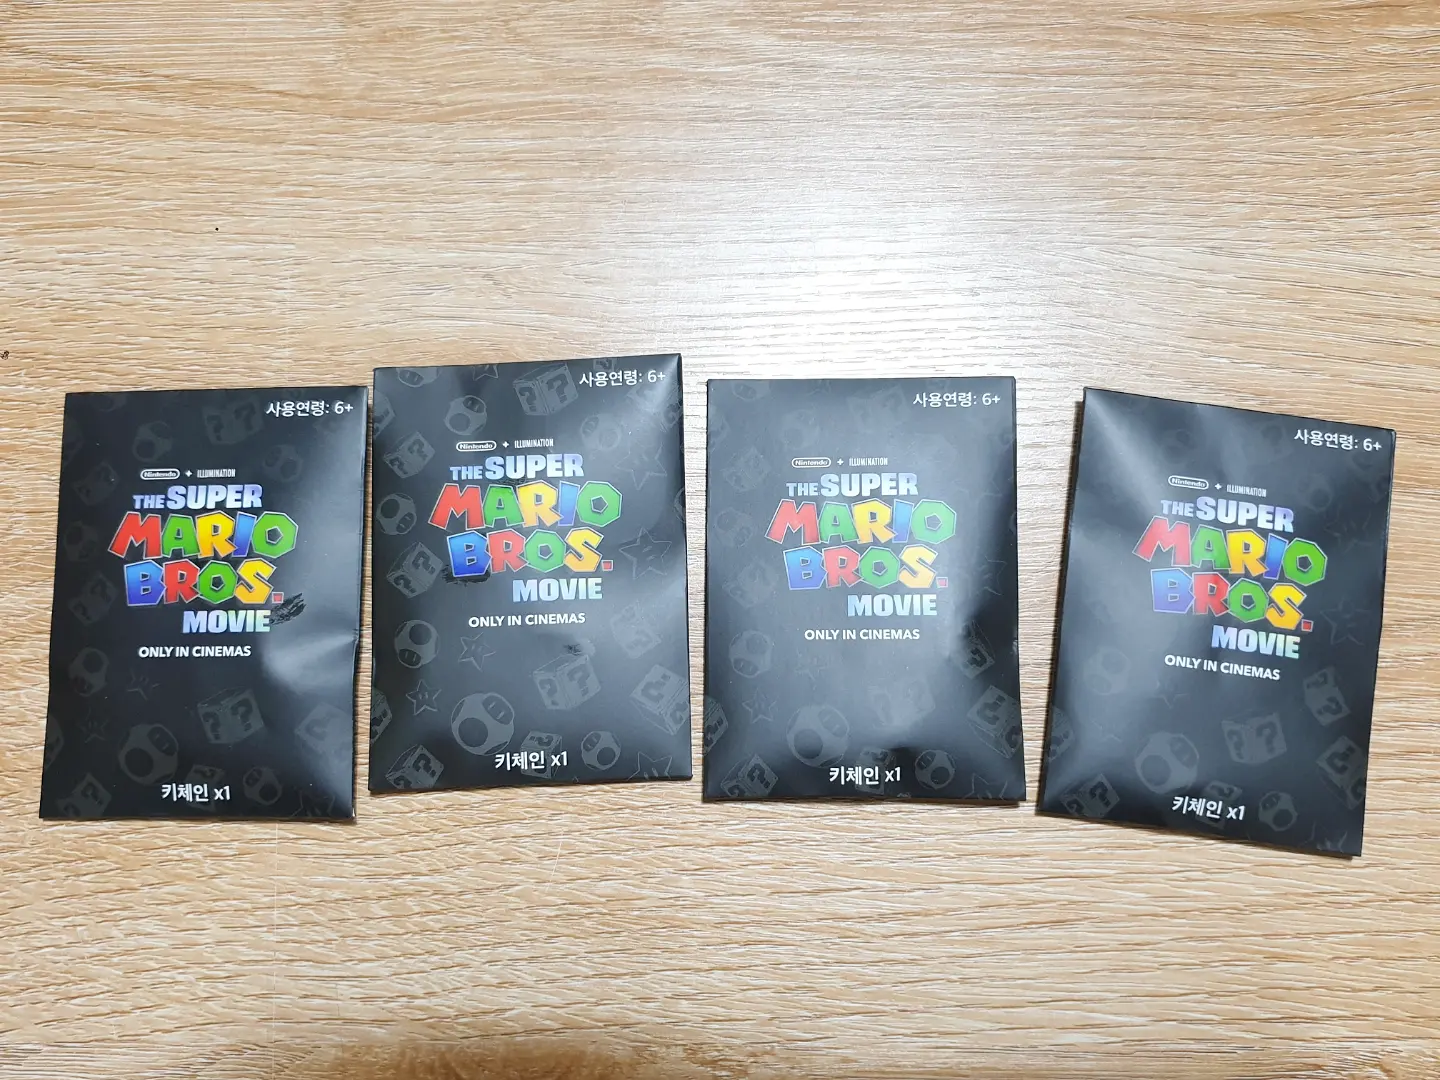 사용연령: 6+
Nintendo + ILLUMINATION
THE SUPER
MARIO
BROS.
MOVIE
ONLY IN CINEMAS
키체인 x1
사용연령: 6+
Nintendo + ILLUMINATION
THE SUPER
MARIO
BROS.
MOVIE
ONLY IN CINEMAS
키체인 x1
사용연령: 6+
Nintendo + ILLUMINATION
THE SUPER
MARIO
BROS.
MOVIE
ONLY IN CINEMAS
키체인 x1
사용연령: 6+
Nintendo + ILLUMINATION
THE SUPER
MARIO
BROS.
MOVIE
ONLY IN CINEMAS
키체인 x1